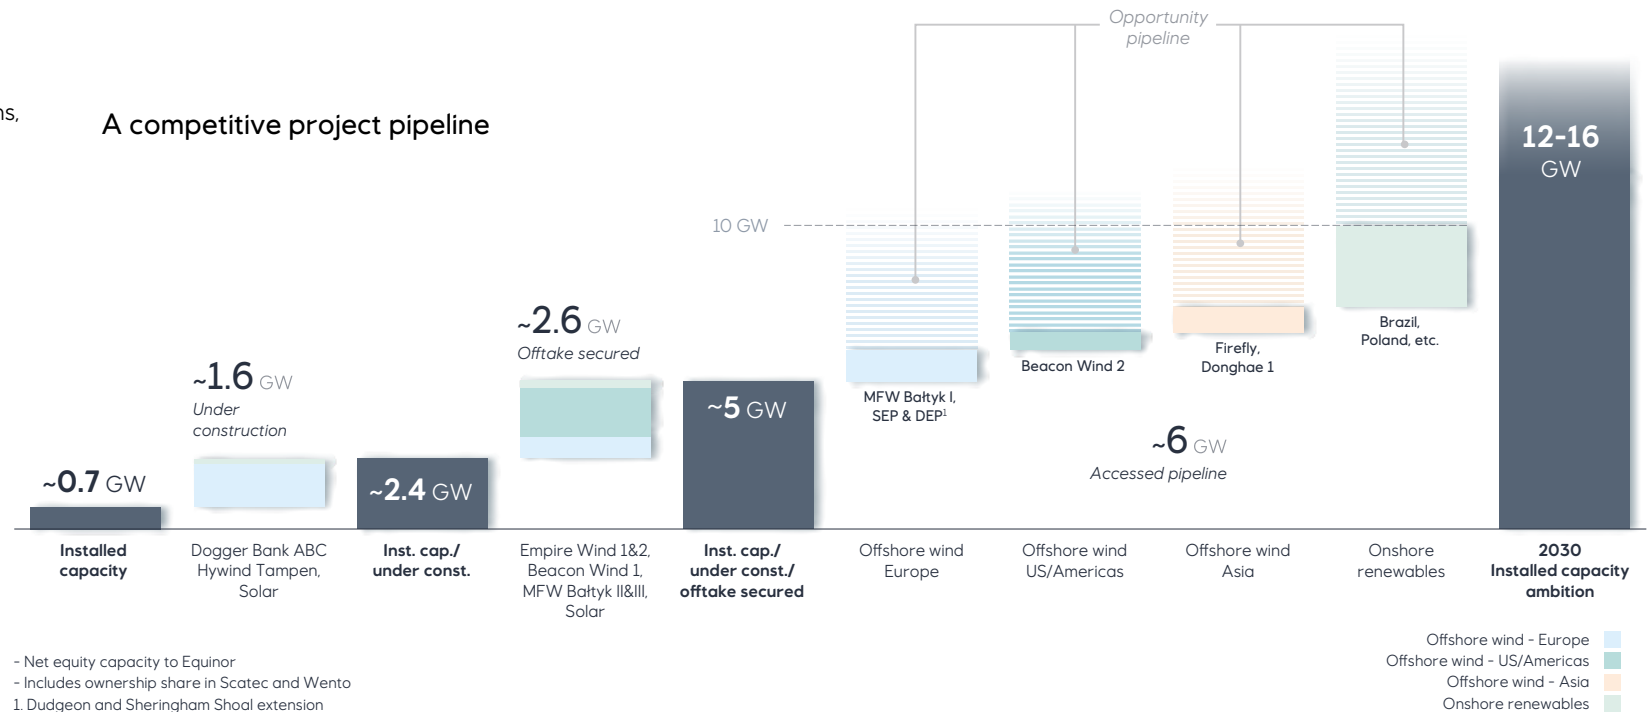 Opportunity
pipeline
ns,
A competitive project pipeline
12-16
GW
10 GW
~2.6 GW
Offtake secured
~1.6 GW
Under
construction
~0.7 GW
~2.4 GW
~5 GW
MFW Bałtyk I,
SEP & DEP¹
Beacon Wind 2
Firefly,
Donghae 1
Brazil,
Poland, etc.
~6 GW
Accessed pipeline
Installed
capacity
Dogger Bank ABC
Hywind Tampen,
Solar
Inst. cap./
under const.
Empire Wind 1&2,
Beacon Wind 1,
MFW Bałtyk II&III,
Solar
Inst. cap./
under const./
offtake secured
Offshore wind
Europe
Offshore wind
US/Americas
Offshore wind
Asia
Onshore
renewables
2030
Installed capacity
ambition
- Net equity capacity to Equinor
- Includes ownership share in Scatec and Wento
1. Dudgeon and Sheringham Shoal extension
Offshore wind - Europe
Offshore wind - US/Americas
Offshore wind - Asia
Onshore renewables